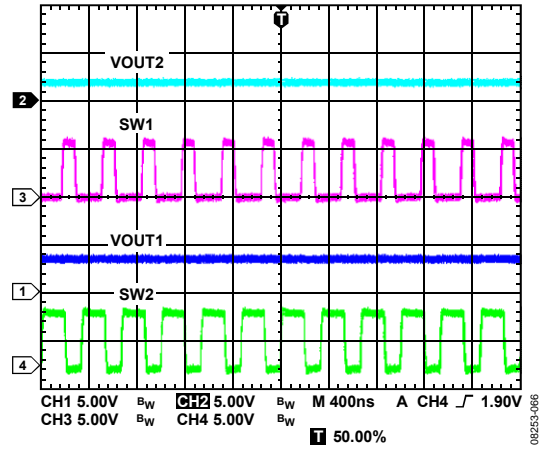 T
VOUT2
2
SW1
3
VOUT1
1
SW2
4
CH1 5.00V BW CH2 5.00V BW M 400ns A CH4 1.90V
CH3 5.00V BW CH4 5.00V BW
T 50.00%
08253-066